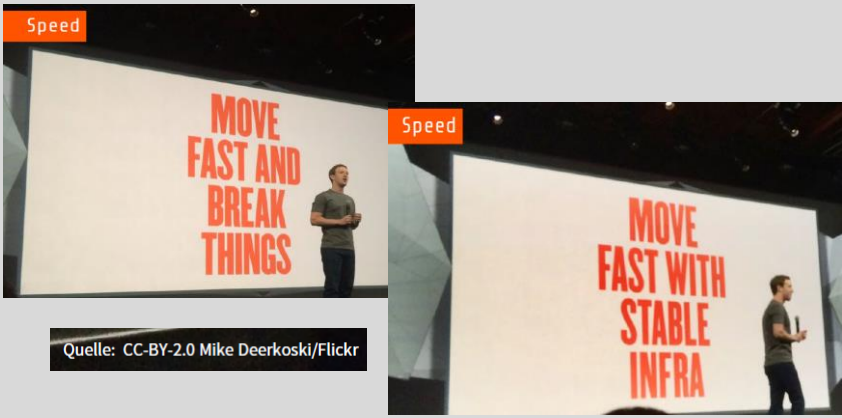 Speed
MOVE
FAST AND
BREAK
THINGS
Speed
MOVE
FAST WITH
STABLE
INFRA
Quelle: CC-BY-2.0 Mike Deerkoski/Flickr